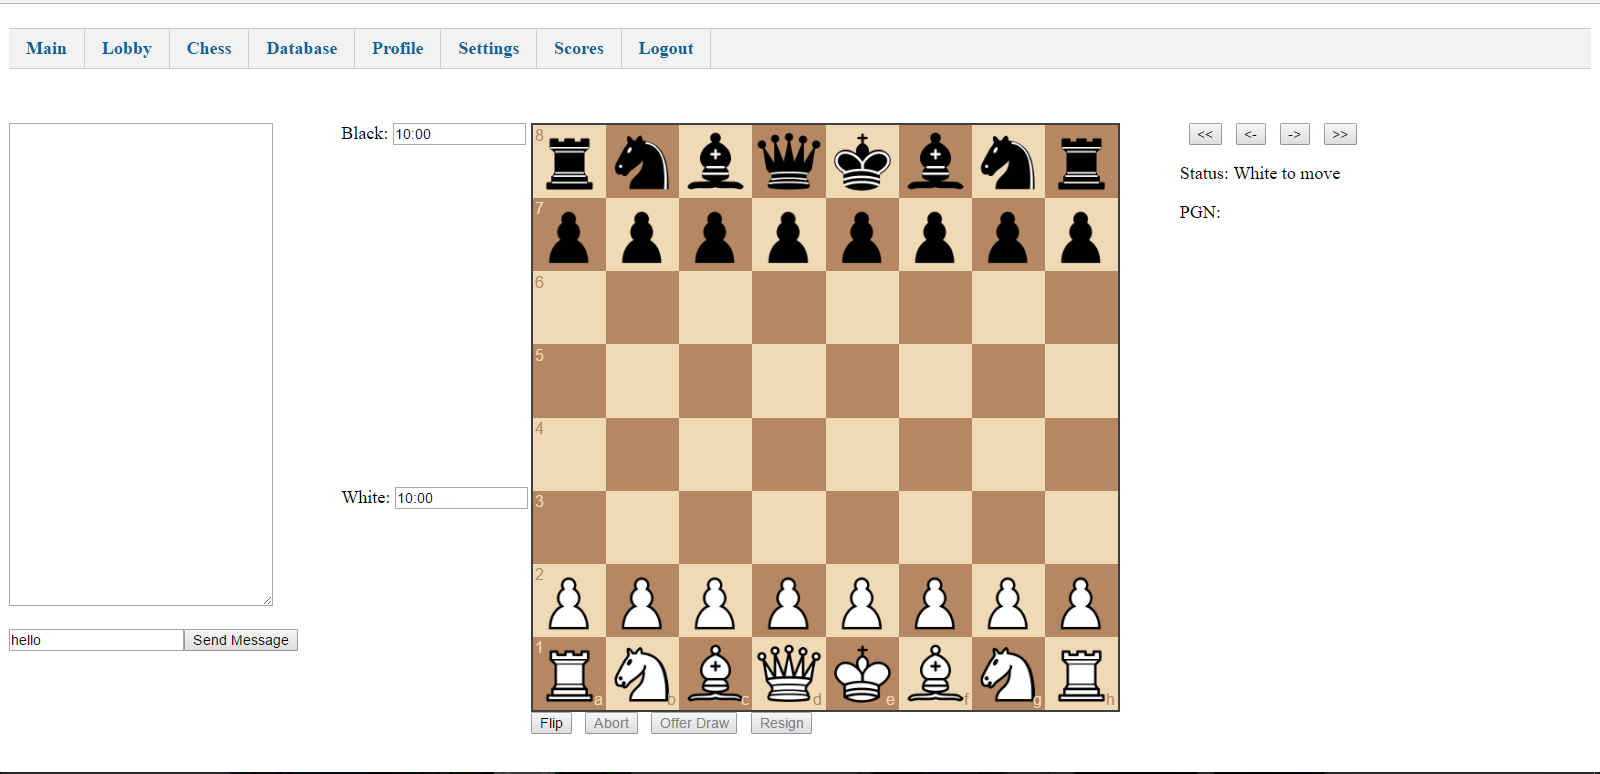 Main Lobby Chess Database Profile Settings Scores Logout
Black: 10:00
<< <- -> >>
Status: White to move
PGN:
8
7
6
5
4
3
White: 10:00
2
1
a b c d e f g h
hello Send Message
Flip Abort Offer Draw Resign